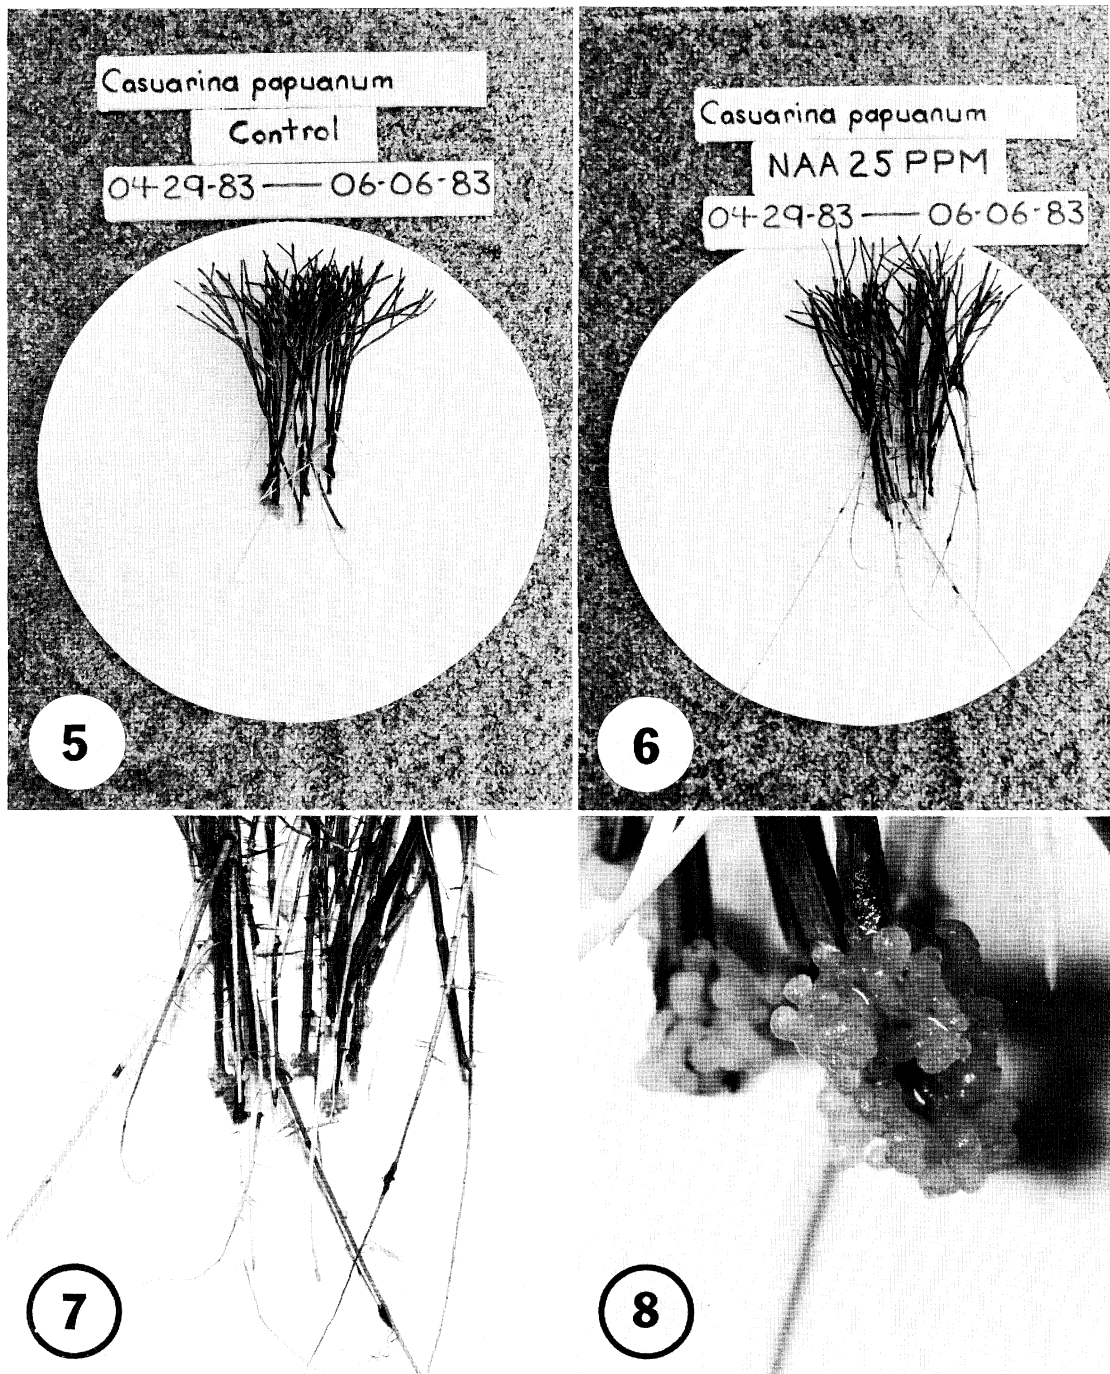 Casuarina papuanum
Control
04-29-83 — 06-06-83
5
Casuarina papuanum
NAA 25 PPM
04-29-83 — 06-06-83
6
7
8